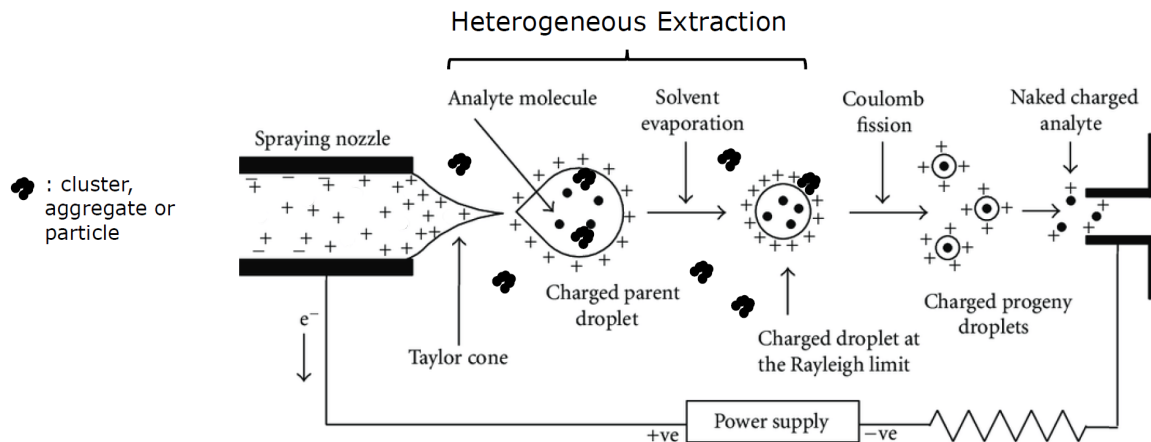 Heterogeneous Extraction
Analyte molecule
Solvent
evaporation
Coulomb
fission
Naked charged
analyte
Spraying nozzle
: cluster,
aggregate or
particle
Charged parent
droplet
Charged progeny
droplets
e⁻
Taylor cone
Charged droplet at
the Rayleigh limit
+ve
Power supply
−ve